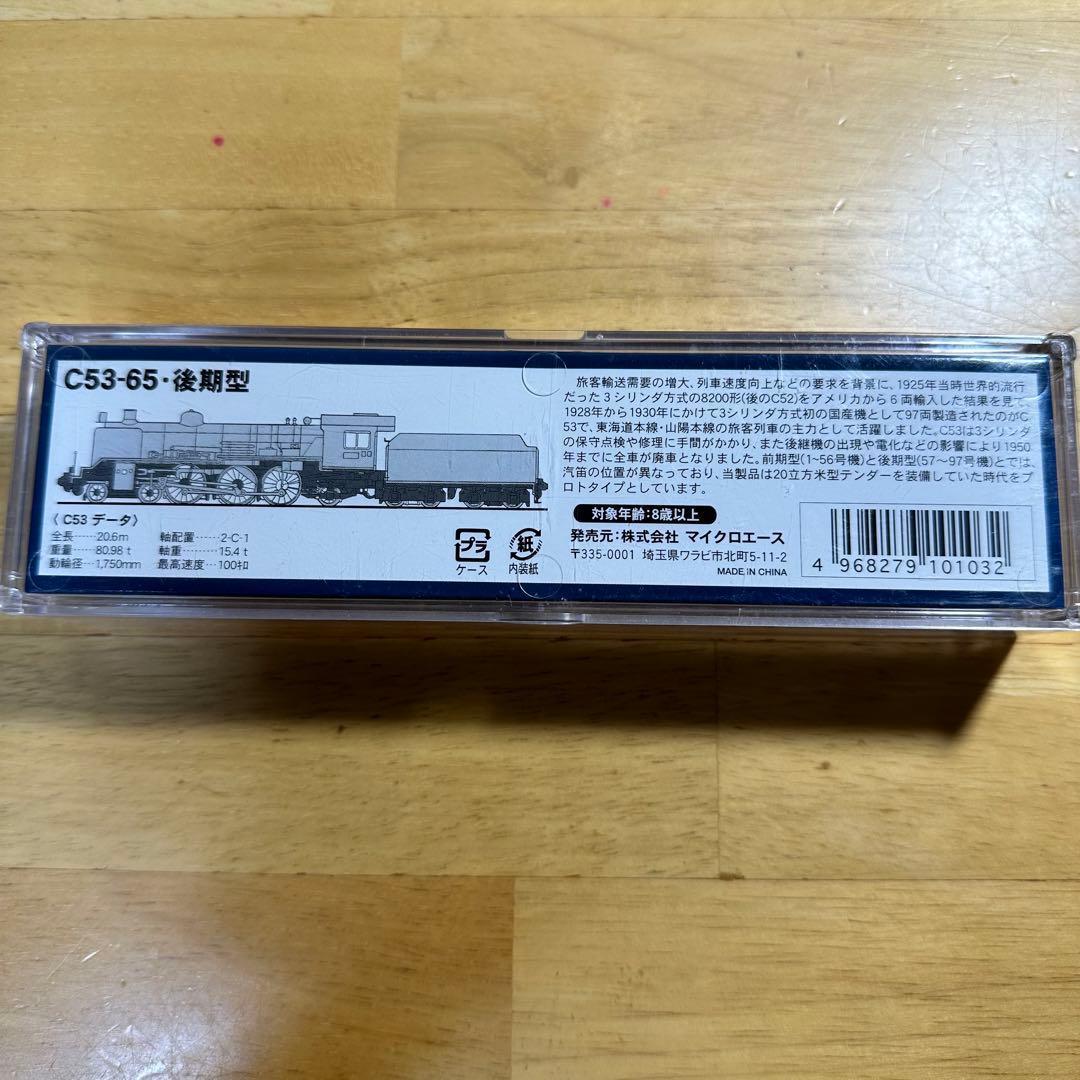 C53-65・後期型
〈 C53 データ〉
全長……20.6m 軸配置……2-C-1
重量……80.98 t 軸重……15.4 t
動輪径…1,750mm 最高速度…100キロ
旅客輸送需要の増大、列車速度向上などの要求を背景に、1925年当時世界的流行
だった3シリンダ方式の8200形(後のC52)をアメリカから6両輸入した結果を見て
1928年から1930年にかけて3シリンダ方式初の国産機として97両製造されたのがC
53で、東海道本線・山陽本線の旅客列車の主力として活躍しました。C53は3シリンダ
の保守点検や修理に手間がかかり、また後継機の出現や電化などの影響により1950
年までに全車が廃車となりました。前期型(1~56号機)と後期型(57~97号機)とでは、
汽笛の位置が異なっており、当製品は20立方米型テンダーを装備していた時代をプ
ロトタイプとしています。
対象年齢:8歳以上
プラ
ケース
紙
内装紙
発売元:株式会社 マイクロエース
〒335-0001 埼玉県ワラビ市北町5-11-2
MADE IN CHINA
4 968279 101032